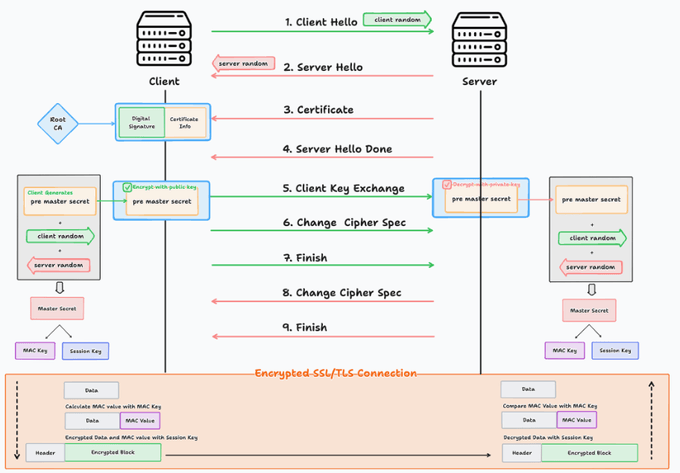 1. Client Hello
client random
server random
2. Server Hello
Client
Server
3. Certificate
Root
CA
Digital
Signature
Certificate
Info
4. Server Hello Done
Client Generates
pre master secret
+
client random
+
server random
Master Secret
MAC Key
Session Key
Encrypt with public key
pre master secret
5. Client Key Exchange
Decrypt with private key
pre master secret
6. Change Cipher Spec
7. Finish
8. Change Cipher Spec
9. Finish
pre master secret
+
client random
+
server random
Master Secret
MAC Key
Session Key
Encrypted SSL/TLS Connection
Data
Calculate MAC value with MAC Key
Data
MAC Value
Encrypted Data and MAC value with Session Key
Header
Encrypted Block
Data
Compare MAC Value with MAC Key
Data
MAC Value
Decrypted Data with Session Key
Header
Encrypted Block